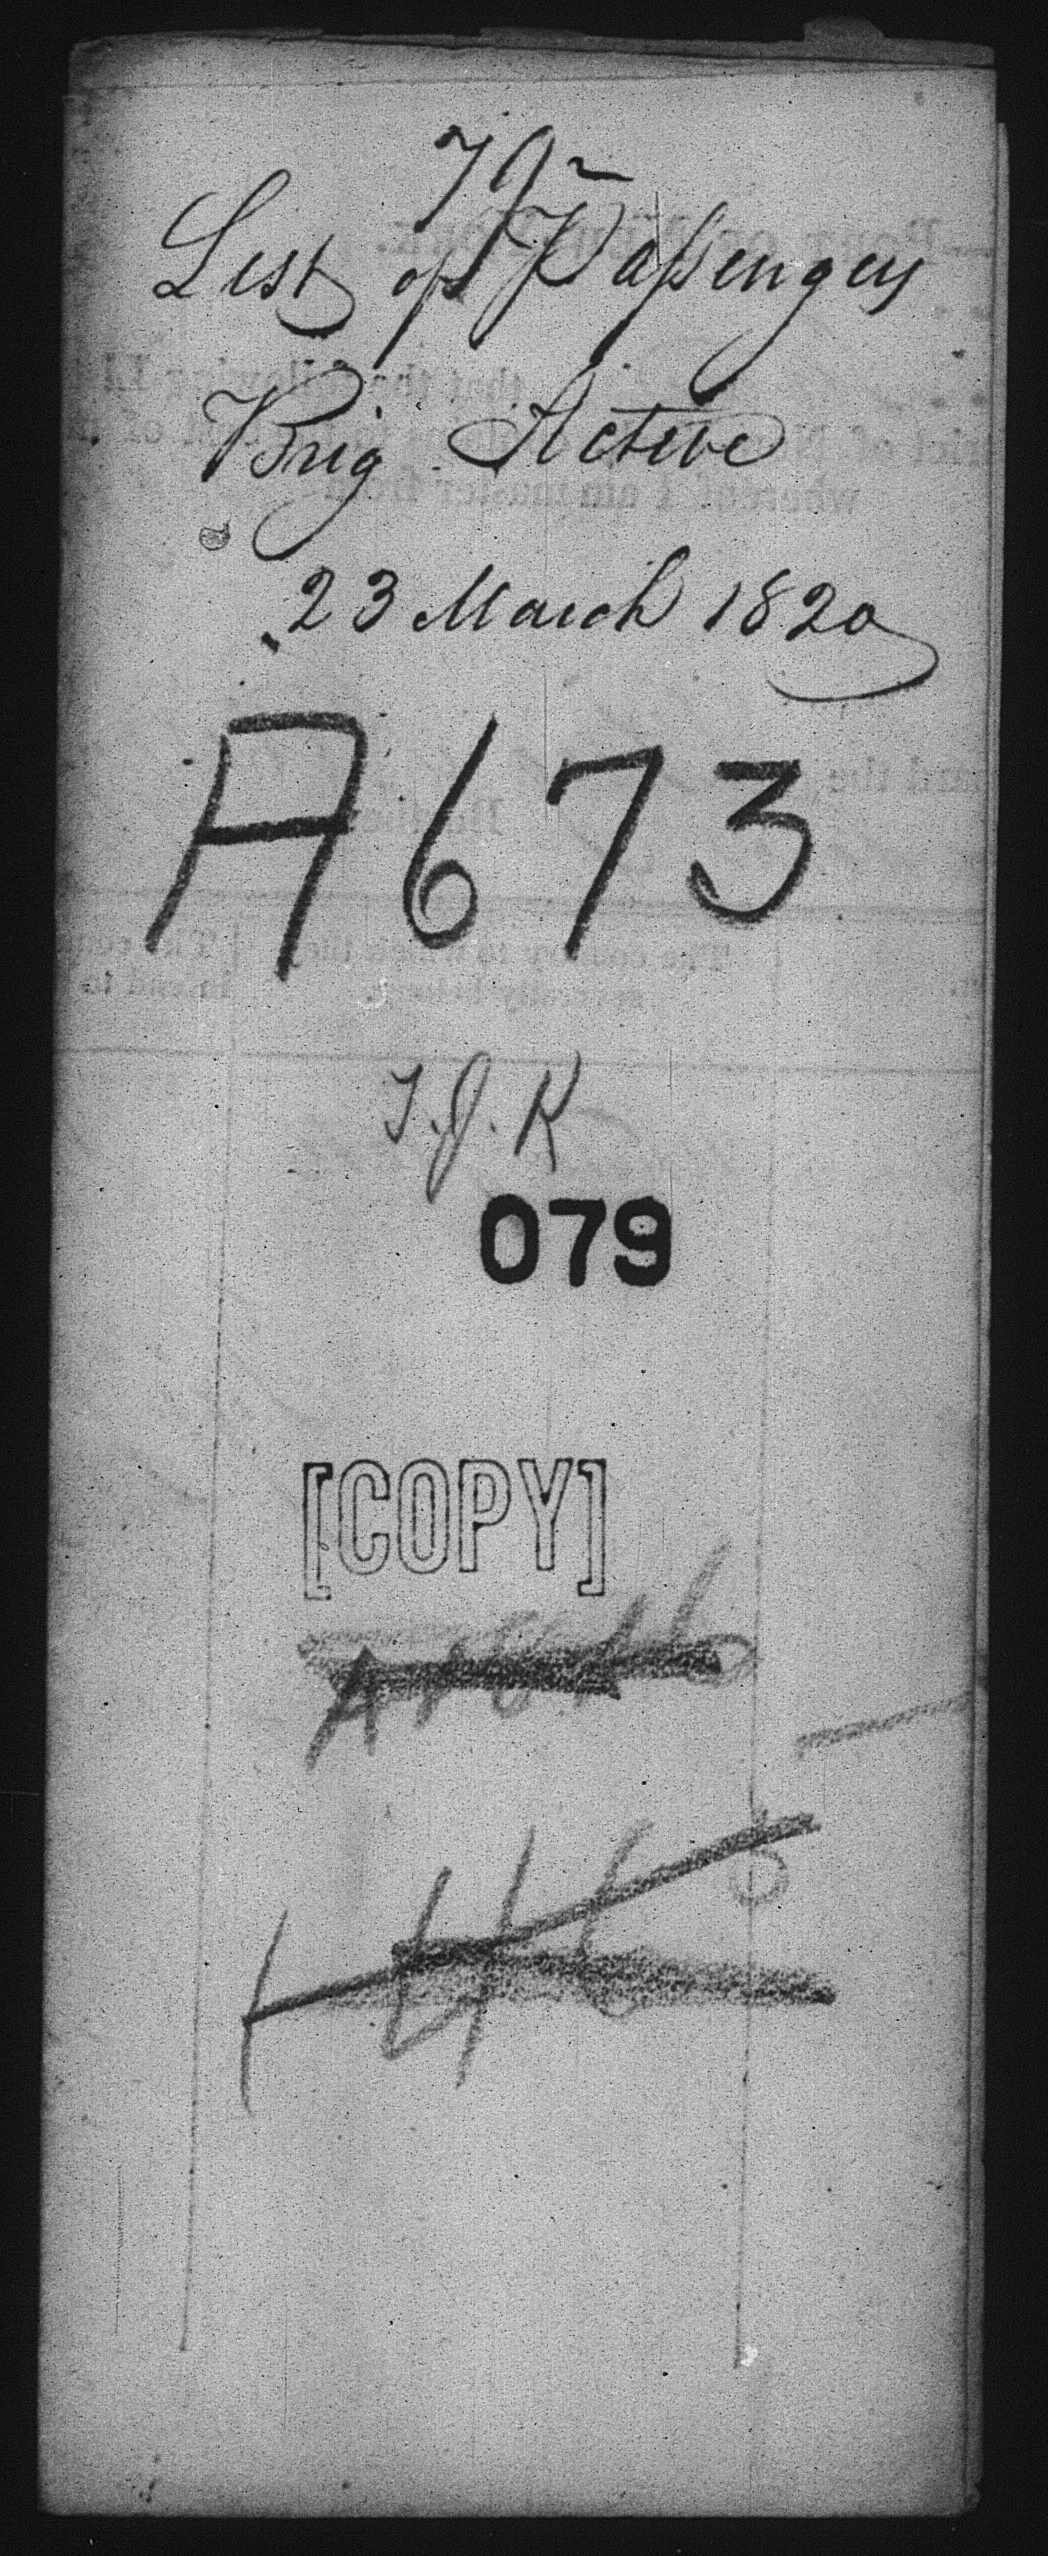 79
List of Passengers
Brig Active
23 March 1820
A673
T.J.K
079
[COPY]